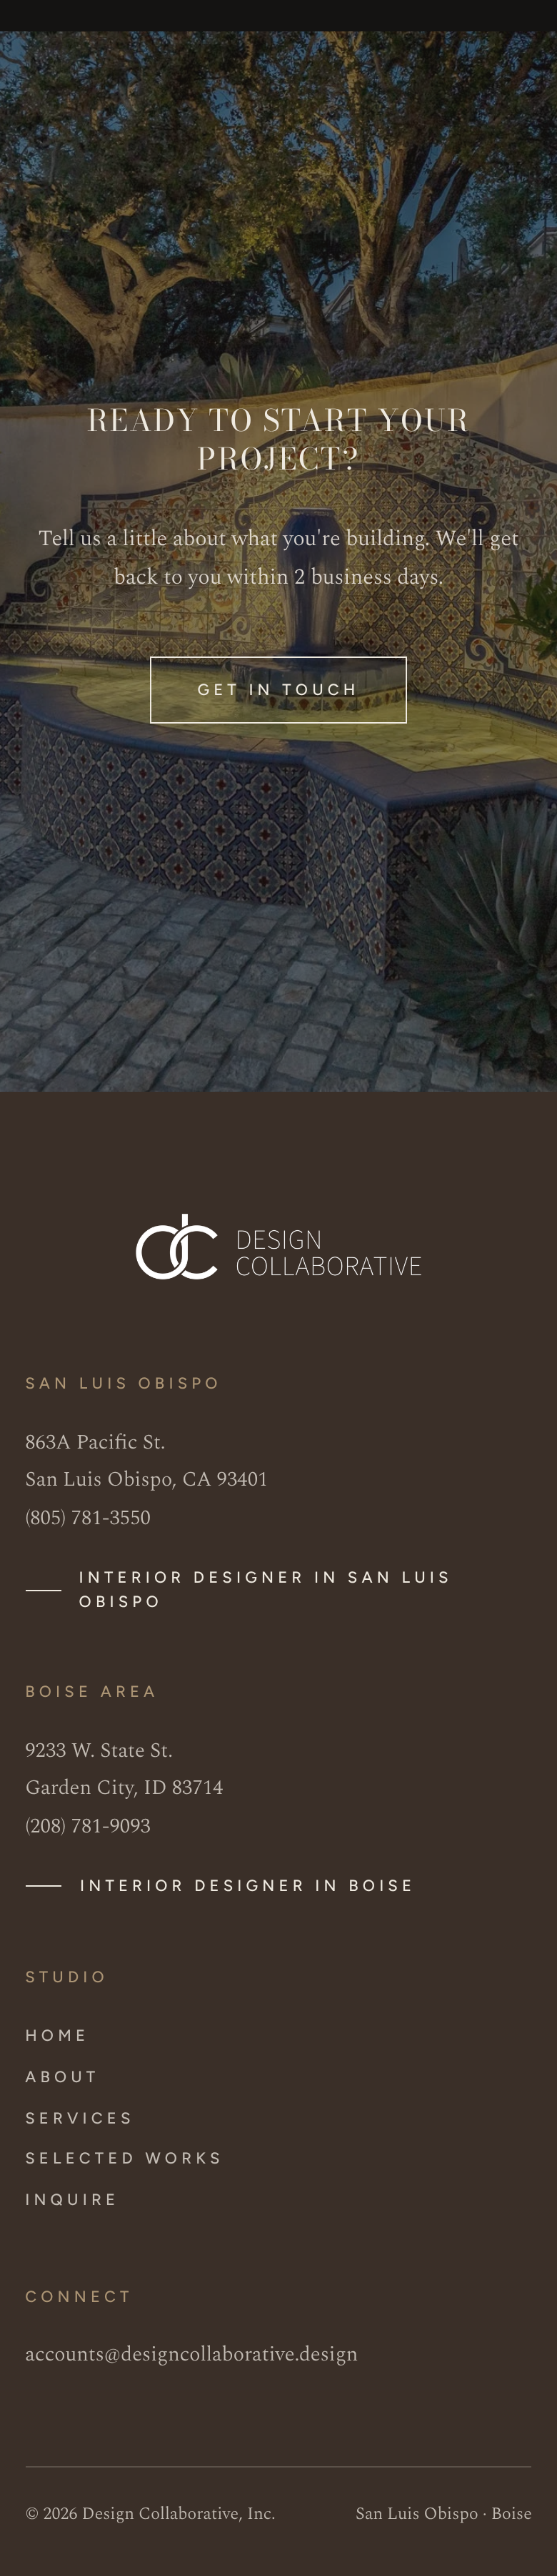 READY TO START YOUR
PROJECT?
Tell us a little about what you're building. We'll get
back to you within 2 business days.
GET IN TOUCH
dc DESIGN
COLLABORATIVE
SAN LUIS OBISPO
863A Pacific St.
San Luis Obispo, CA 93401
(805) 781-3550
INTERIOR DESIGNER IN SAN LUIS
OBISPO
BOISE AREA
9233 W. State St.
Garden City, ID 83714
(208) 781-9093
INTERIOR DESIGNER IN BOISE
STUDIO
HOME
ABOUT
SERVICES
SELECTED WORKS
INQUIRE
CONNECT
accounts@designcollaborative.design
© 2026 Design Collaborative, Inc. San Luis Obispo · Boise